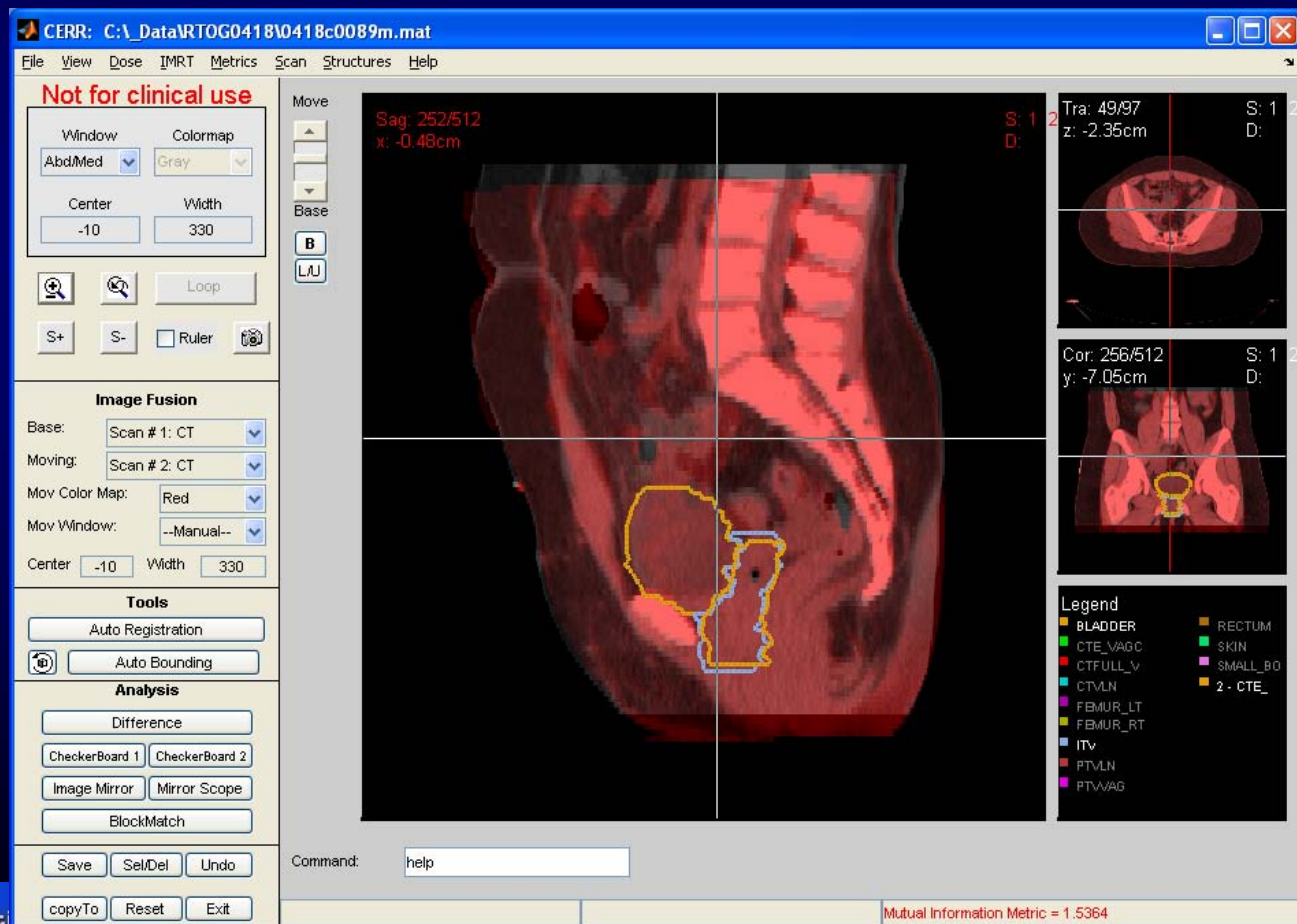 CERR: C:\_Data\RTOG0418\0418c0089m.mat
File View Dose IMRT Metrics Scan Structures Help
Not for clinical use
Window Colormap
Abd/Med Gray
Center Width
-10 330
Loop
S+ S- Ruler
Image Fusion
Base: Scan # 1: CT
Moving: Scan # 2: CT
Mov Color Map: Red
Mov Window: --Manual--
Center -10 Width 330
Tools
Auto Registration
Auto Bounding
Analysis
Difference
CheckerBoard 1 CheckerBoard 2
Image Mirror Mirror Scope
BlockMatch
Save Sel/Del Undo
copyTo Reset Exit
Move
Base
B
L/U
Sag: 252/512 S: 1 2
x: -0.48cm D:
Tra: 49/97 S: 1 2
z: -2.35cm D:
Cor: 256/512 S: 1 2
y: -7.05cm D:
Legend
BLADDER RECTUM
CTE_VAGC SKIN
CTFULL_V SMALL_BO
CTVLN 2 - CTE_
FEMUR_LT
FEMUR_RT
ITV
PTVLN
PTVVAG
Command: help
Mutual Information Metric = 1.5364